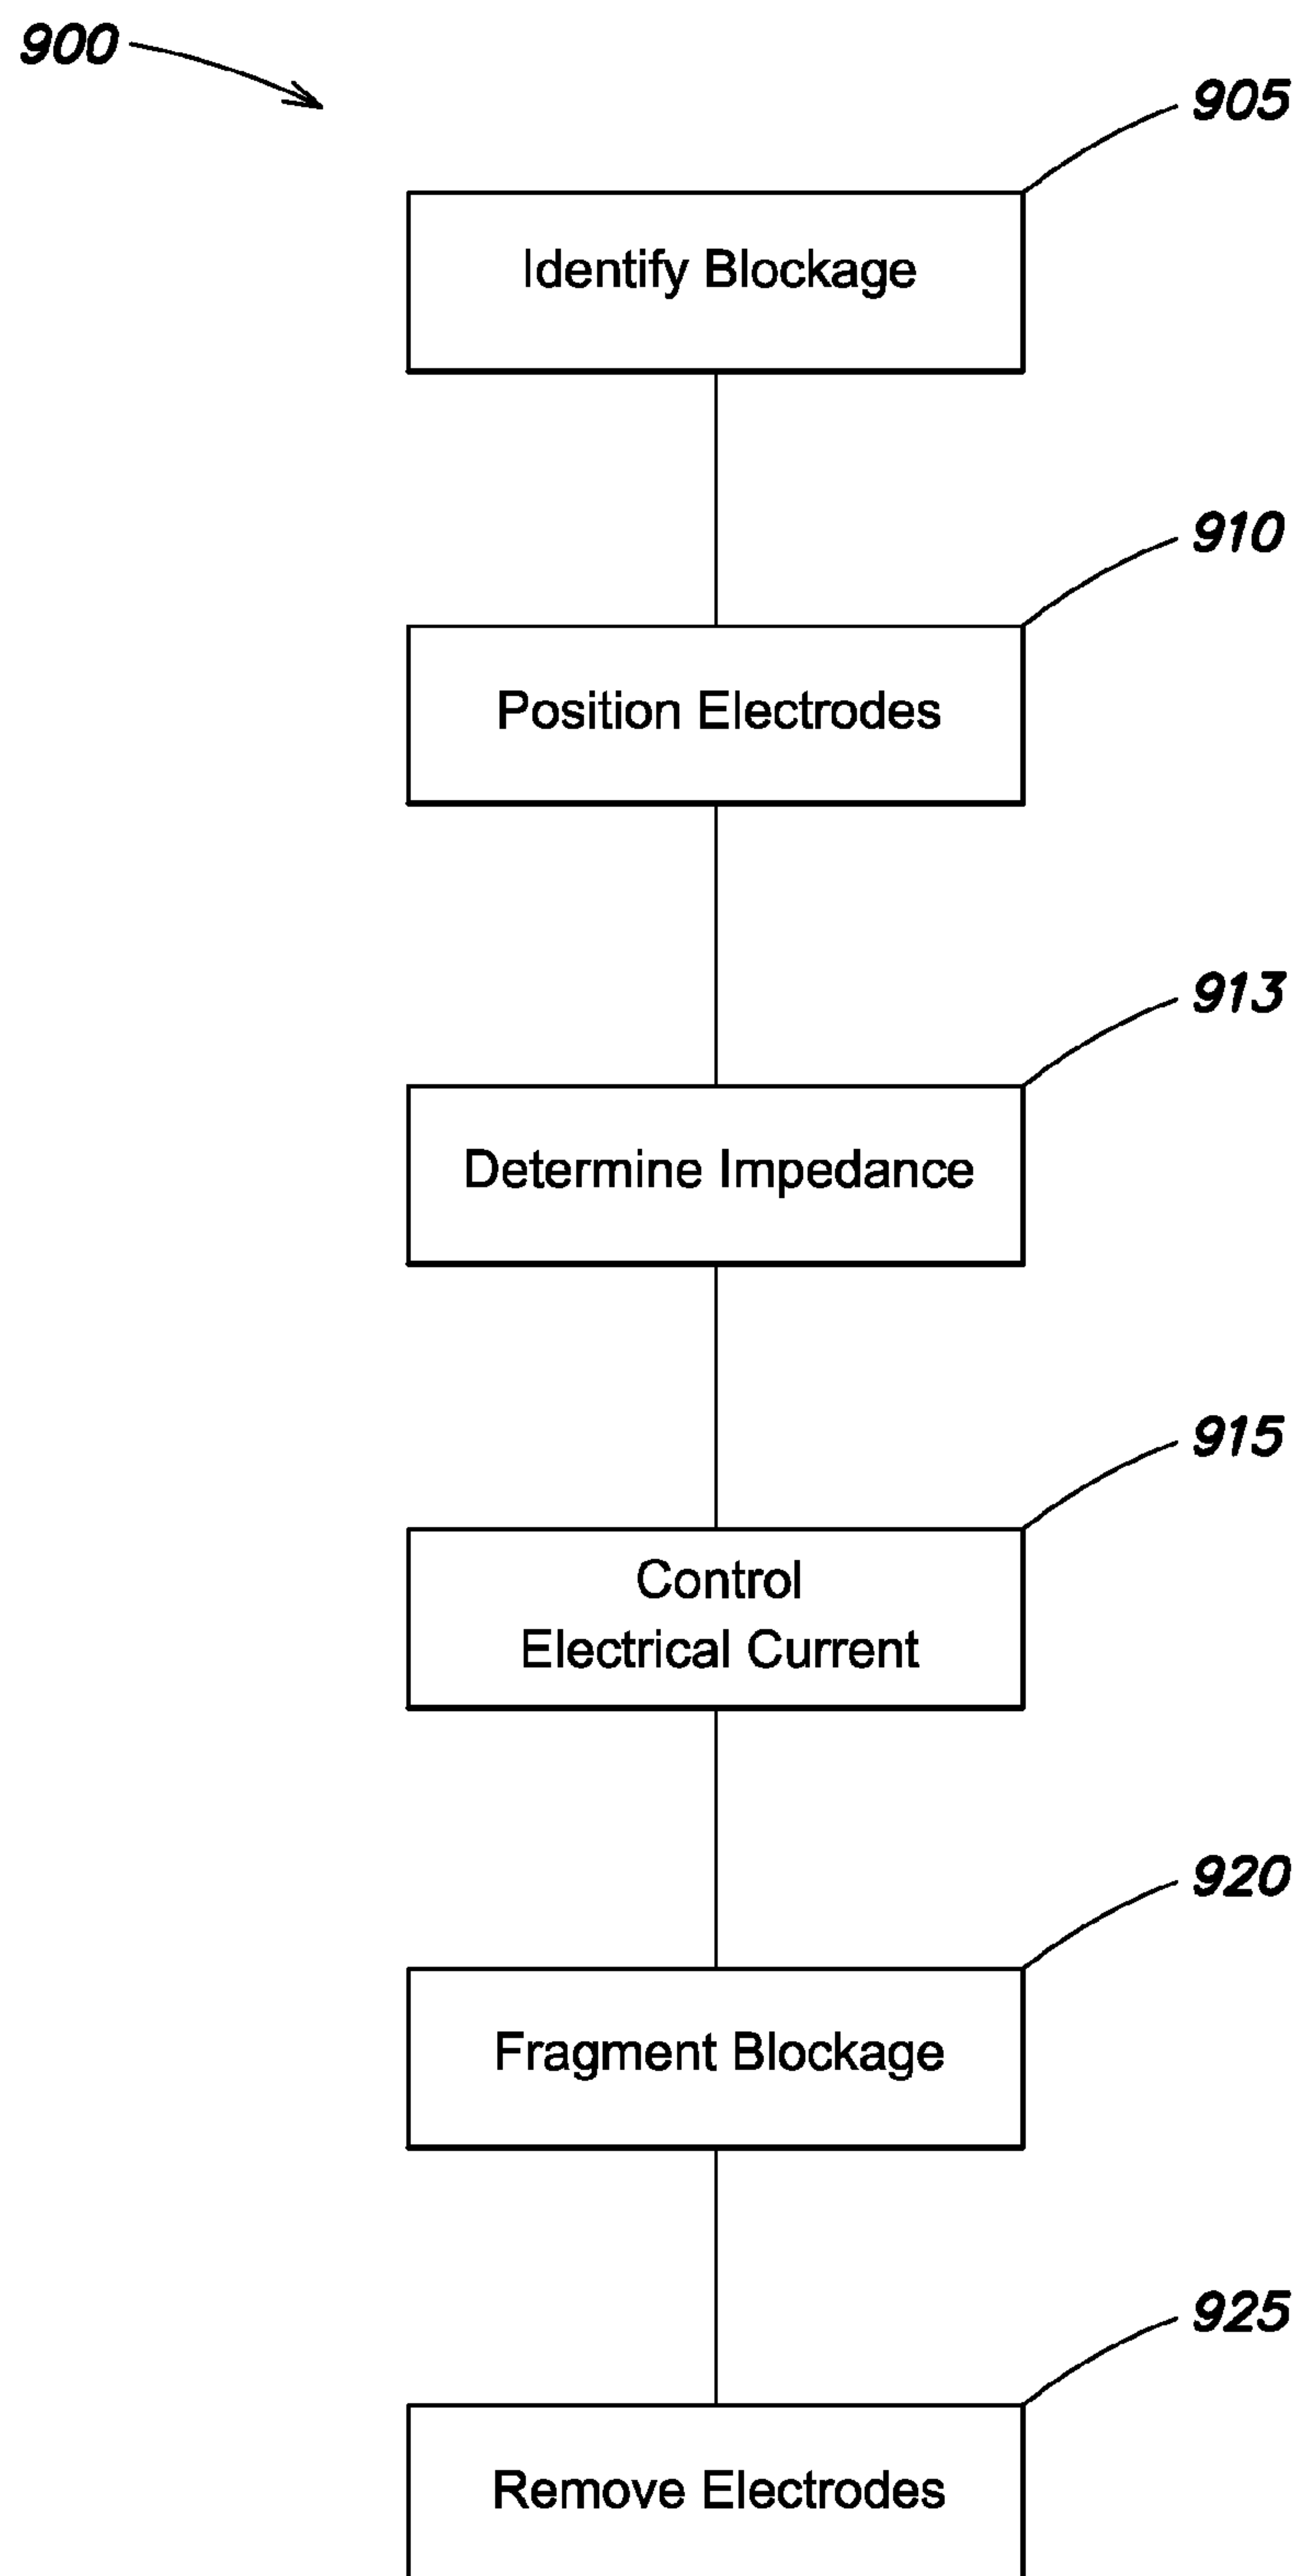 900
905
Identify Blockage
910
Position Electrodes
913
Determine Impedance
915
Control
Electrical Current
920
Fragment Blockage
925
Remove Electrodes